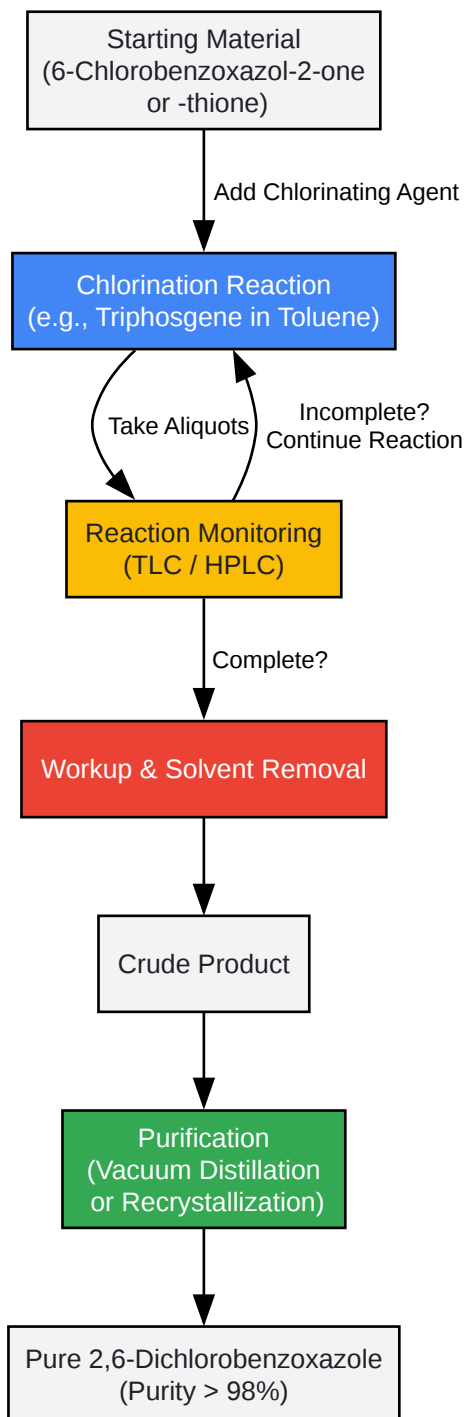 Starting Material
(6-Chlorobenzoxazol-2-one
or -thione)
Add Chlorinating Agent
Chlorination Reaction
(e.g., Triphosgene in Toluene)
Take Aliquots
Incomplete?
Continue Reaction
Reaction Monitoring
(TLC / HPLC)
Complete?
Workup & Solvent Removal
Crude Product
Purification
(Vacuum Distillation
or Recrystallization)
Pure 2,6-Dichlorobenzoxazole
(Purity > 98%)